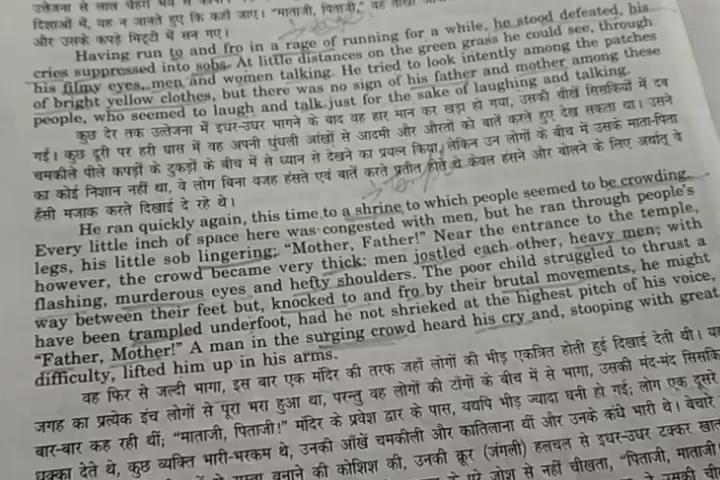 उत्तेजना से लाल चेहरा भय से
दिशाओं में, यह न जानते हुए कि कहाँ जाए। "माताजी, पिताजी," वह
और उसके कपड़े मिट्टी में सन गए।
Having run to and fro in a rage of running for a while, he stood defeated, his
cries suppressed into sobs. At little distances on the green grass he could see, through
his filmy eyes, men and women talking. He tried to look intently among the patches
of bright yellow clothes, but there was no sign of his father and mother among these
people, who seemed to laugh and talk just for the sake of laughing and talking.
कुछ देर तक उत्तेजना में इधर-उधर भागने के बाद वह हार मान कर खड़ा हो गया, उसकी चीखें सिसकियों में दब
गईं। कुछ दूरी पर हरी घास में वह अपनी धुंधली आंखों से आदमी और औरतों को बातें करते हुए देख सकता था। उसने
चमकीले पीले कपड़ों के टुकड़ों के बीच में से ध्यान से देखने का प्रयत्न किया, लेकिन उन लोगों के बीच में उसके माता-पिता
का कोई निशान नहीं था, वे लोग बिना वजह हंसते एवं बातें करते प्रतीत होते थे केवल हंसने और बोलने के लिए अर्थात् वे
हँसी मजाक करते दिखाई दे रहे थे।
He ran quickly again, this time to a shrine to which people seemed to be crowding.
Every little inch of space here was congested with men, but he ran through people's
legs, his little sob lingering; "Mother, Father!" Near the entrance to the temple,
however, the crowd became very thick: men jostled each other, heavy men; with
flashing, murderous eyes and hefty shoulders. The poor child struggled to thrust a
way between their feet but, knocked to and fro by their brutal movements, he might
have been trampled underfoot, had he not shrieked at the highest pitch of his voice,
"Father, Mother!" A man in the surging crowd heard his cry and, stooping with great
difficulty, lifted him up in his arms.
वह फिर से जल्दी भागा, इस बार एक मंदिर की तरफ जहाँ लोगों की भीड़ एकत्रित होती हुई दिखाई देती थी।
जगह का प्रत्येक इंच लोगों से पूरा भरा हुआ था, परन्तु वह लोगों की टाँगों के बीच में से भागा, उसकी मंद-मंद
बार-बार कह रही थीं; "माताजी, पिताजी!" मंदिर के प्रवेश द्वार के पास, यद्यपि भीड़ ज्यादा घनी हो गई; लोग एक दूसरे
धक्का देते थे, कुछ व्यक्ति भारी-भरकम थे, उनकी आँखें चमकीली और कातिलाना थीं और उनके कंधे भारी थे। बेचारे
बनाने की कोशिश की, उनकी क्रूर (जंगली) हलचल से इधर-उधर टक्कर
जोश से नहीं चीखता, "पिताजी, माताजी